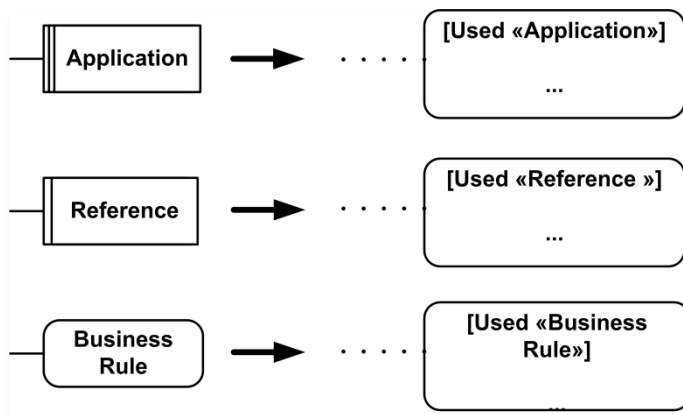 Application
[Used «Application»]
...
Reference
[Used «Reference »]
...
Business
Rule
[Used «Business
Rule»]
...